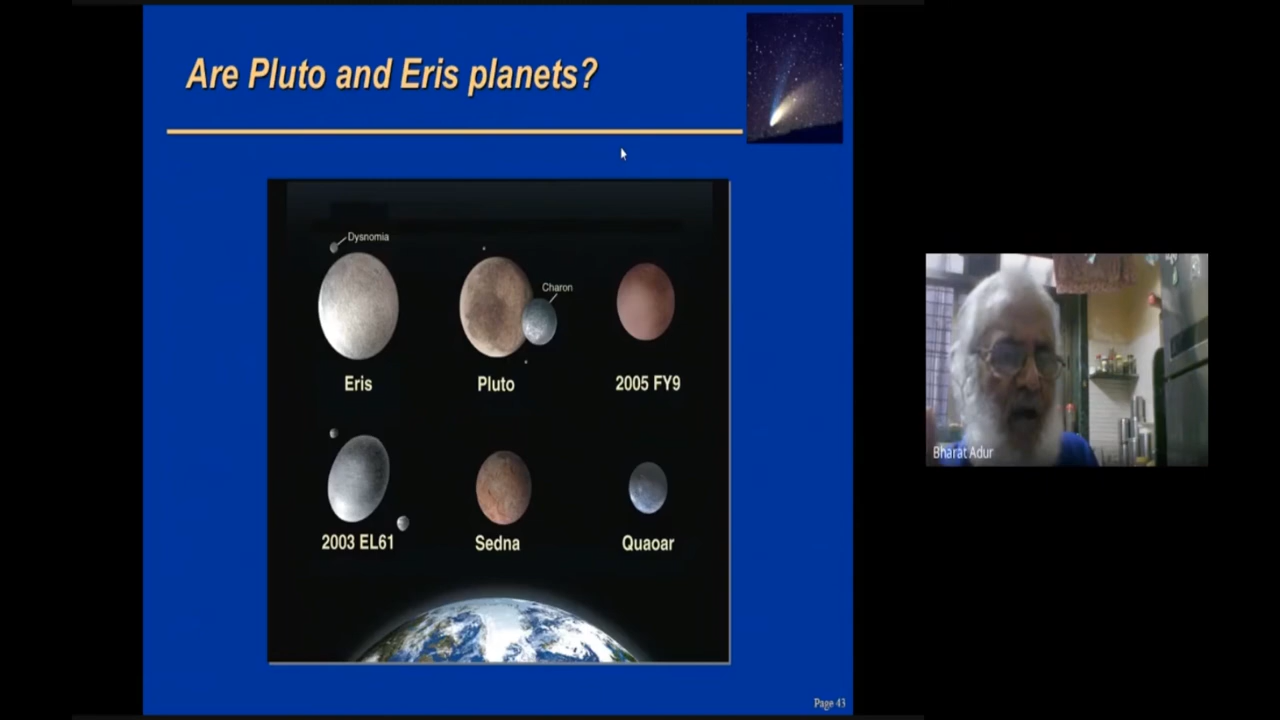 Are Pluto and Eris planets?
Dysnomia
Charon
Eris
Pluto
2005 FY9
2003 EL61
Sedna
Quaoar
Bharat Adur
Page 43